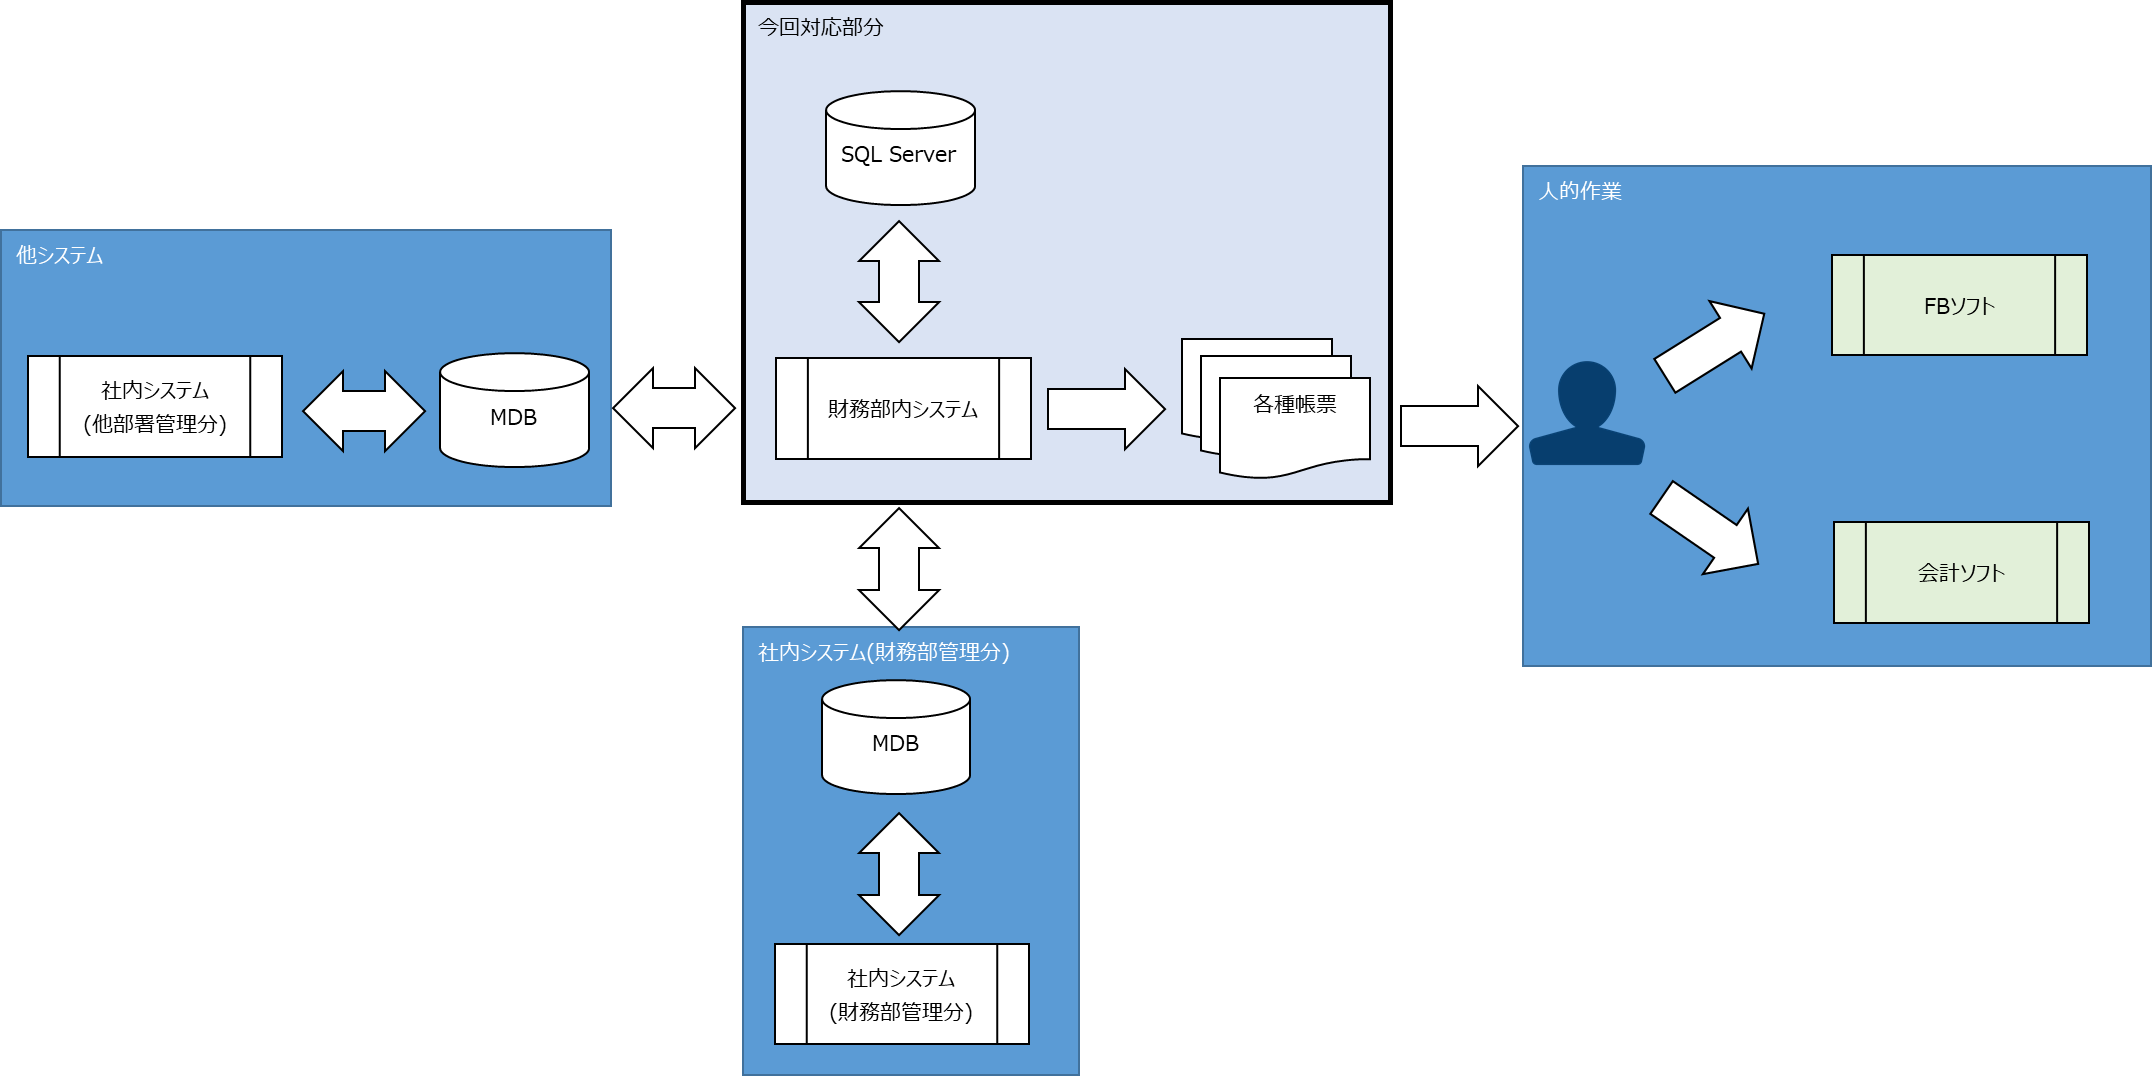 今回対応部分
SQL Server
財務部内システム
各種帳票
他システム
社内システム
(他部署管理分)
MDB
人的作業
FBソフト
会計ソフト
社内システム(財務部管理分)
MDB
社内システム
(財務部管理分)